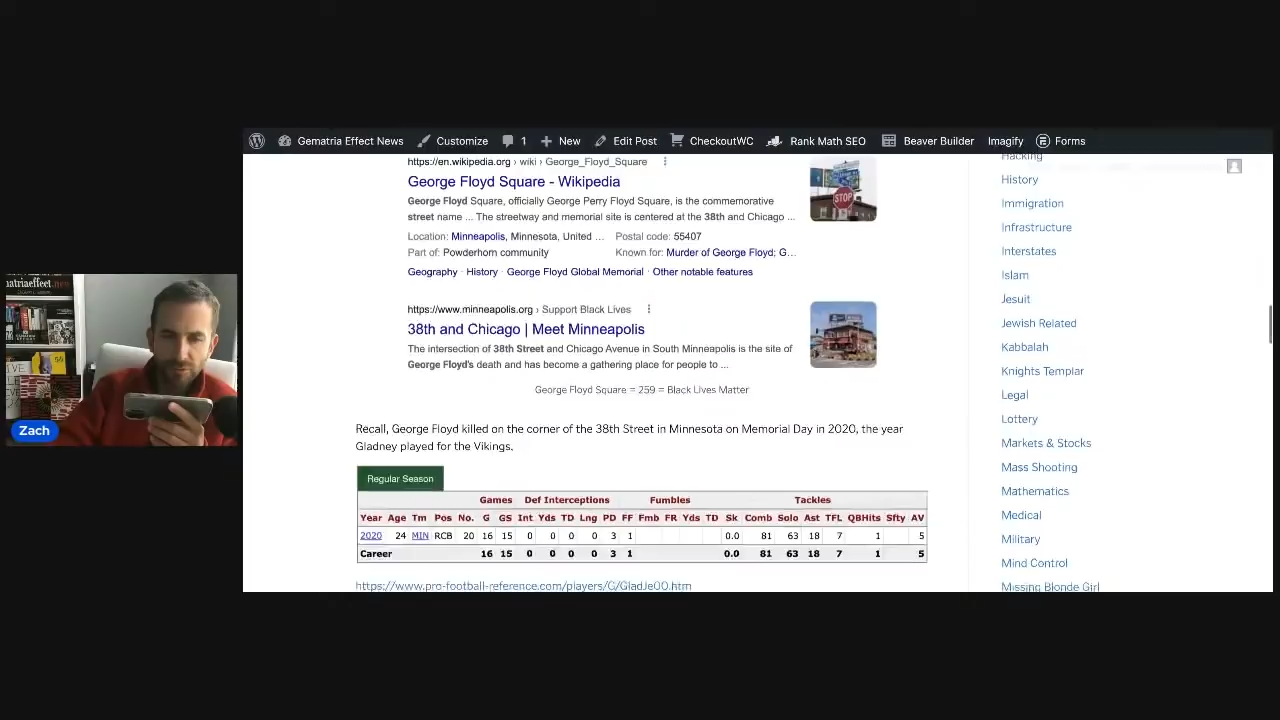 Gematria Effect News Customize 1 New Edit Post CheckoutWC Rank Math SEO Beaver Builder Imagify Forms
https://en.wikipedia.org › wiki › George_Floyd_Square
George Floyd Square - Wikipedia
George Floyd Square, officially George Perry Floyd Square, is the commemorative
street name ... The streetway and memorial site is centered at the 38th and Chicago ...
Location: Minneapolis, Minnesota, United ... Postal code: 55407
Part of: Powderhorn community Known for: Murder of George Floyd; G...
Geography · History · George Floyd Global Memorial · Other notable features
STOP
https://www.minneapolis.org › Support Black Lives
38th and Chicago | Meet Minneapolis
The intersection of 38th Street and Chicago Avenue in South Minneapolis is the site of
George Floyd's death and has become a gathering place for people to ...
George Floyd Square = 259 = Black Lives Matter
Recall, George Floyd killed on the corner of the 38th Street in Minnesota on Memorial Day in 2020, the year
Gladney played for the Vikings.
Regular Season
Games Def Interceptions Fumbles Tackles
Year Age Tm Pos No. G GS Int Yds TD Lng PD FF Fmb FR Yds TD Sk Comb Solo Ast TFL QBHits Sfty AV
2020 24 MIN RCB 20 16 15 0 0 0 0 3 1 0.0 81 63 18 7 1 5
Career 16 15 0 0 0 0 3 1 0.0 81 63 18 7 1 5
https://www.pro-football-reference.com/players/G/GladJe00.htm
Hacking
History
Immigration
Infrastructure
Interstates
Islam
Jesuit
Jewish Related
Kabbalah
Knights Templar
Legal
Lottery
Markets & Stocks
Mass Shooting
Mathematics
Medical
Military
Mind Control
Missing Blonde Girl
Zach